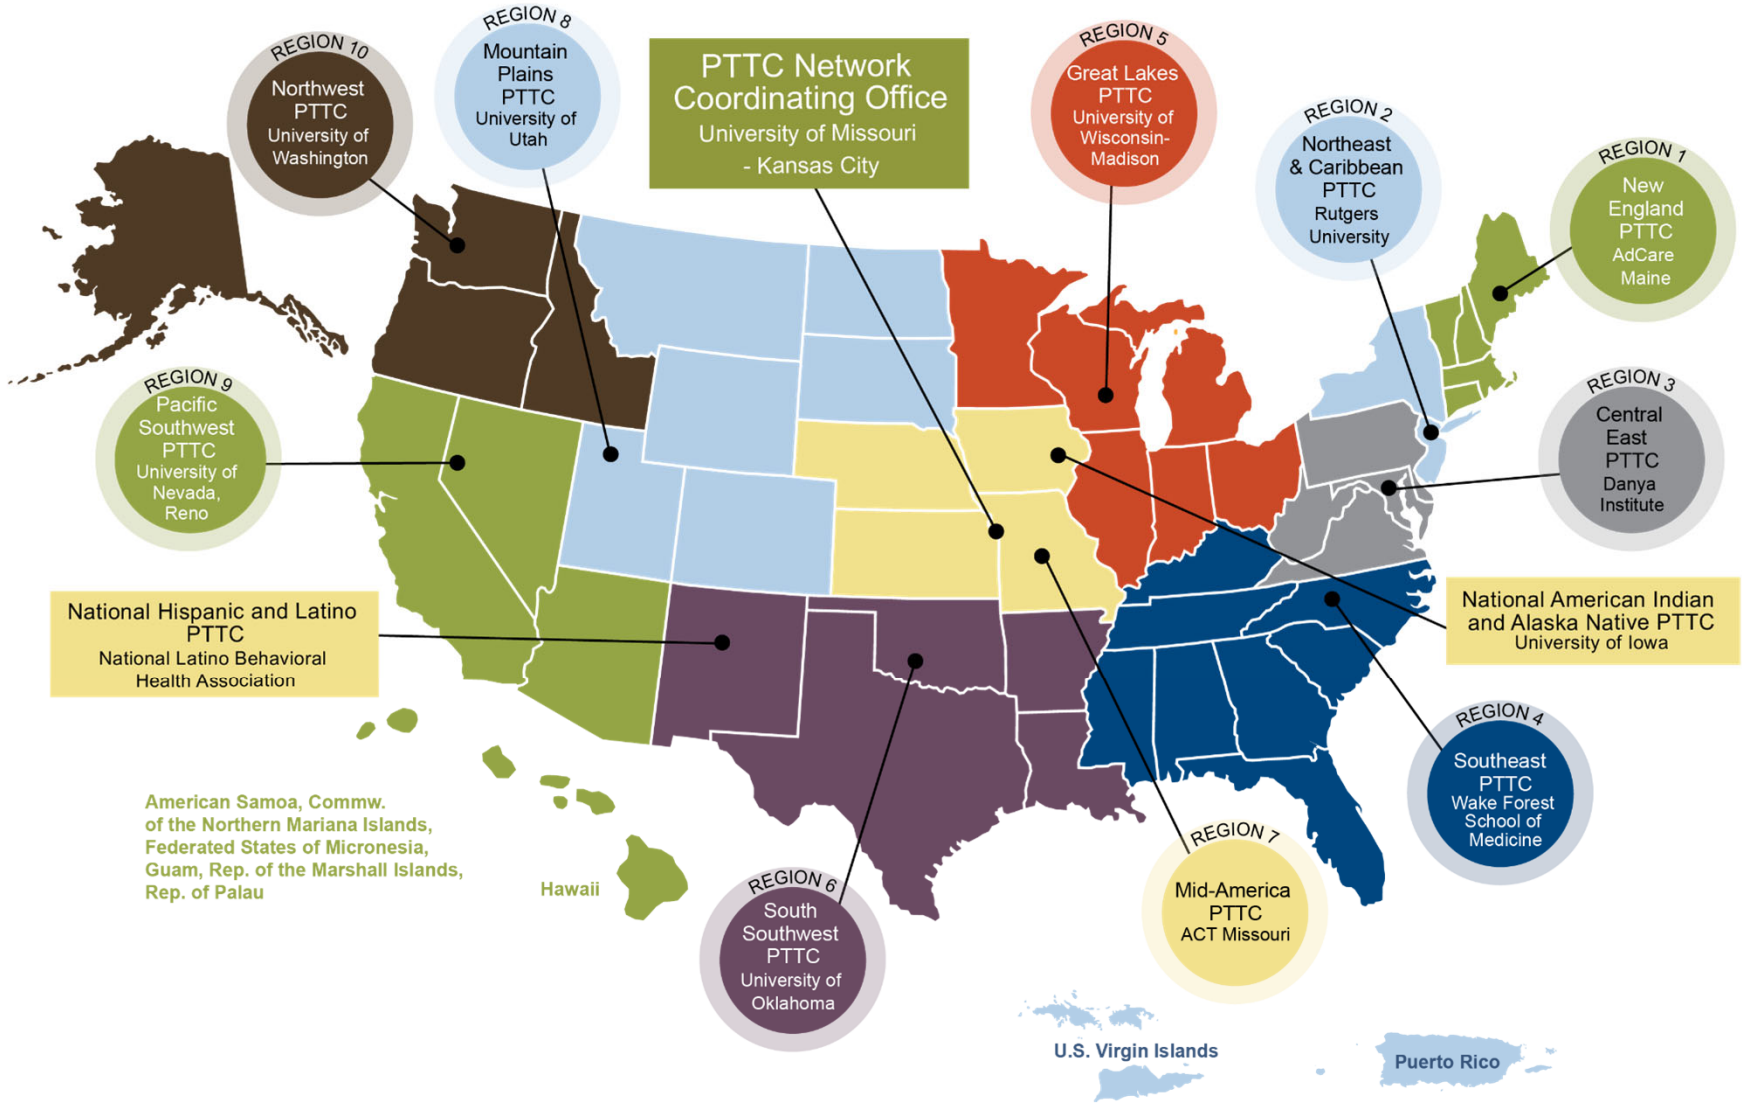 REGION 10
Northwest
PTTC
University of
Washington
REGION 8
Mountain
Plains
PTTC
University of
Utah
PTTC Network
Coordinating Office
University of Missouri
- Kansas City
REGION 5
Great Lakes
PTTC
University of
Wisconsin-
Madison
REGION 2
Northeast
& Caribbean
PTTC
Rutgers
University
REGION 1
New
England
PTTC
AdCare
Maine
REGION 9
Pacific
Southwest
PTTC
University of
Nevada,
Reno
REGION 3
Central
East
PTTC
Danya
Institute
National Hispanic and Latino
PTTC
National Latino Behavioral
Health Association
National American Indian
and Alaska Native PTTC
University of Iowa
REGION 4
Southeast
PTTC
Wake Forest
School of
Medicine
American Samoa, Commw.
of the Northern Mariana Islands,
Federated States of Micronesia,
Guam, Rep. of the Marshall Islands,
Rep. of Palau
Hawaii
REGION 6
South
Southwest
PTTC
University of
Oklahoma
REGION 7
Mid-America
PTTC
ACT Missouri
U.S. Virgin Islands
Puerto Rico